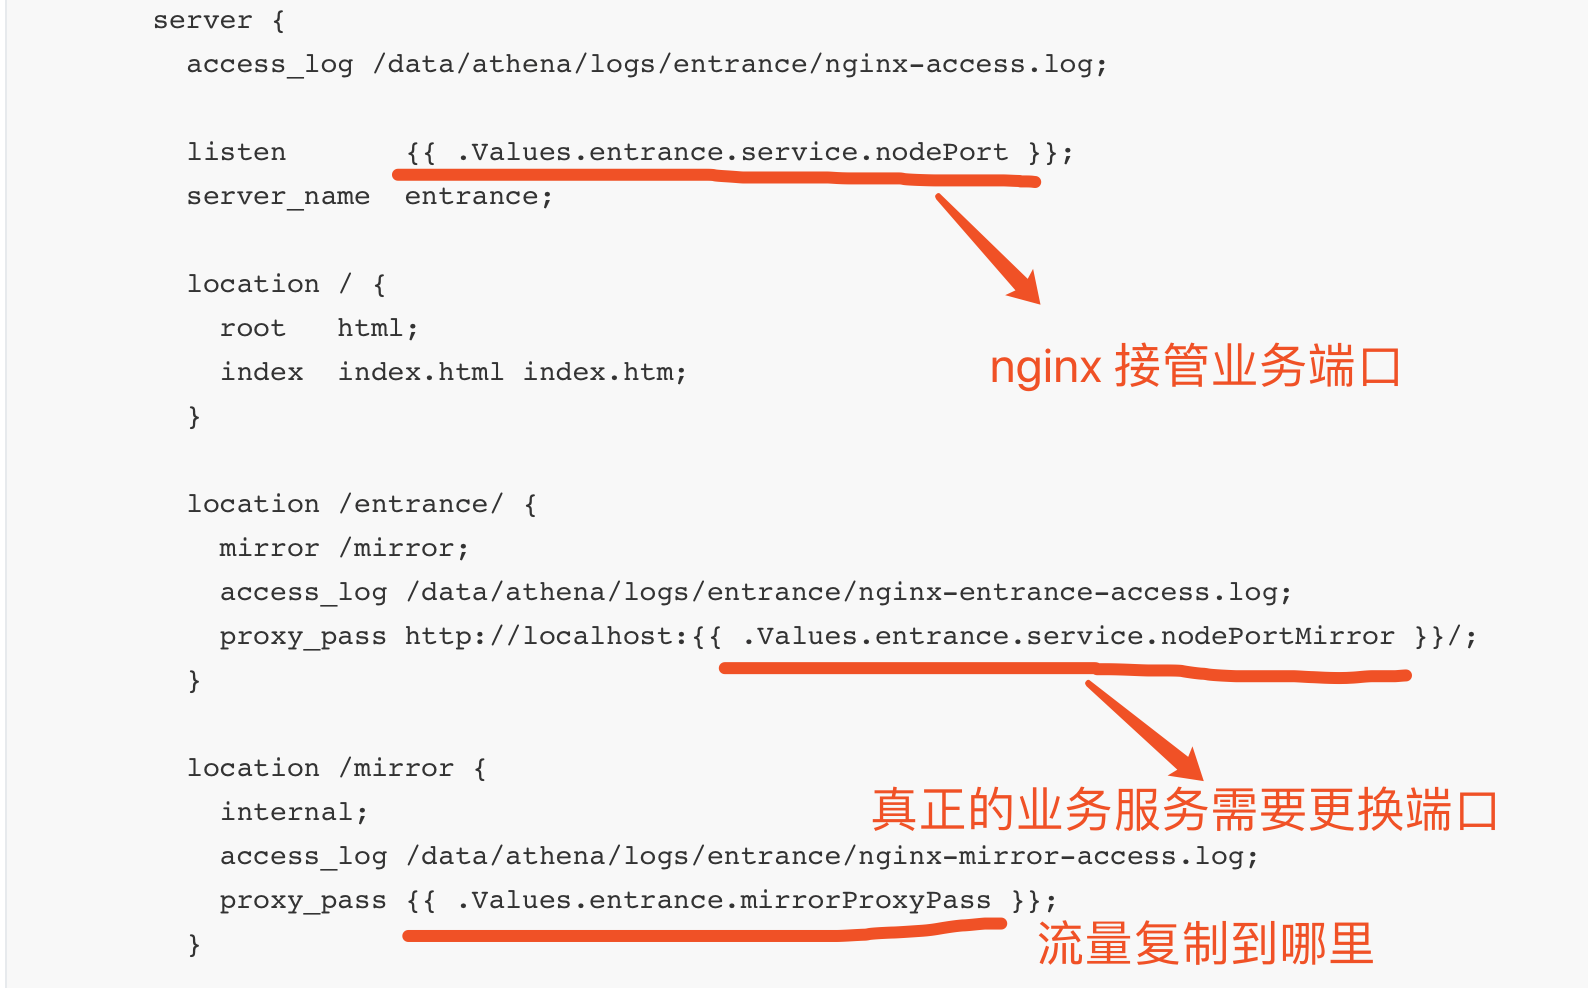 server {
access_log /data/athena/logs/entrance/nginx-access.log;
listen {{ .Values.entrance.service.nodePort }};
server_name entrance;
location / {
root html;
index index.html index.htm;
nginx 接管业务端口
}
location /entrance/ {
mirror /mirror;
access_log /data/athena/logs/entrance/nginx-entrance-access.log;
proxy_pass http://localhost:{{ .Values.entrance.service.nodePortMirror }}/;
}
location /mirror {
internal;
真正的业务服务需要更换端口
access_log /data/athena/logs/entrance/nginx-mirror-access.log;
proxy_pass {{ .Values.entrance.mirrorProxyPass }};
}
流量复制到哪里